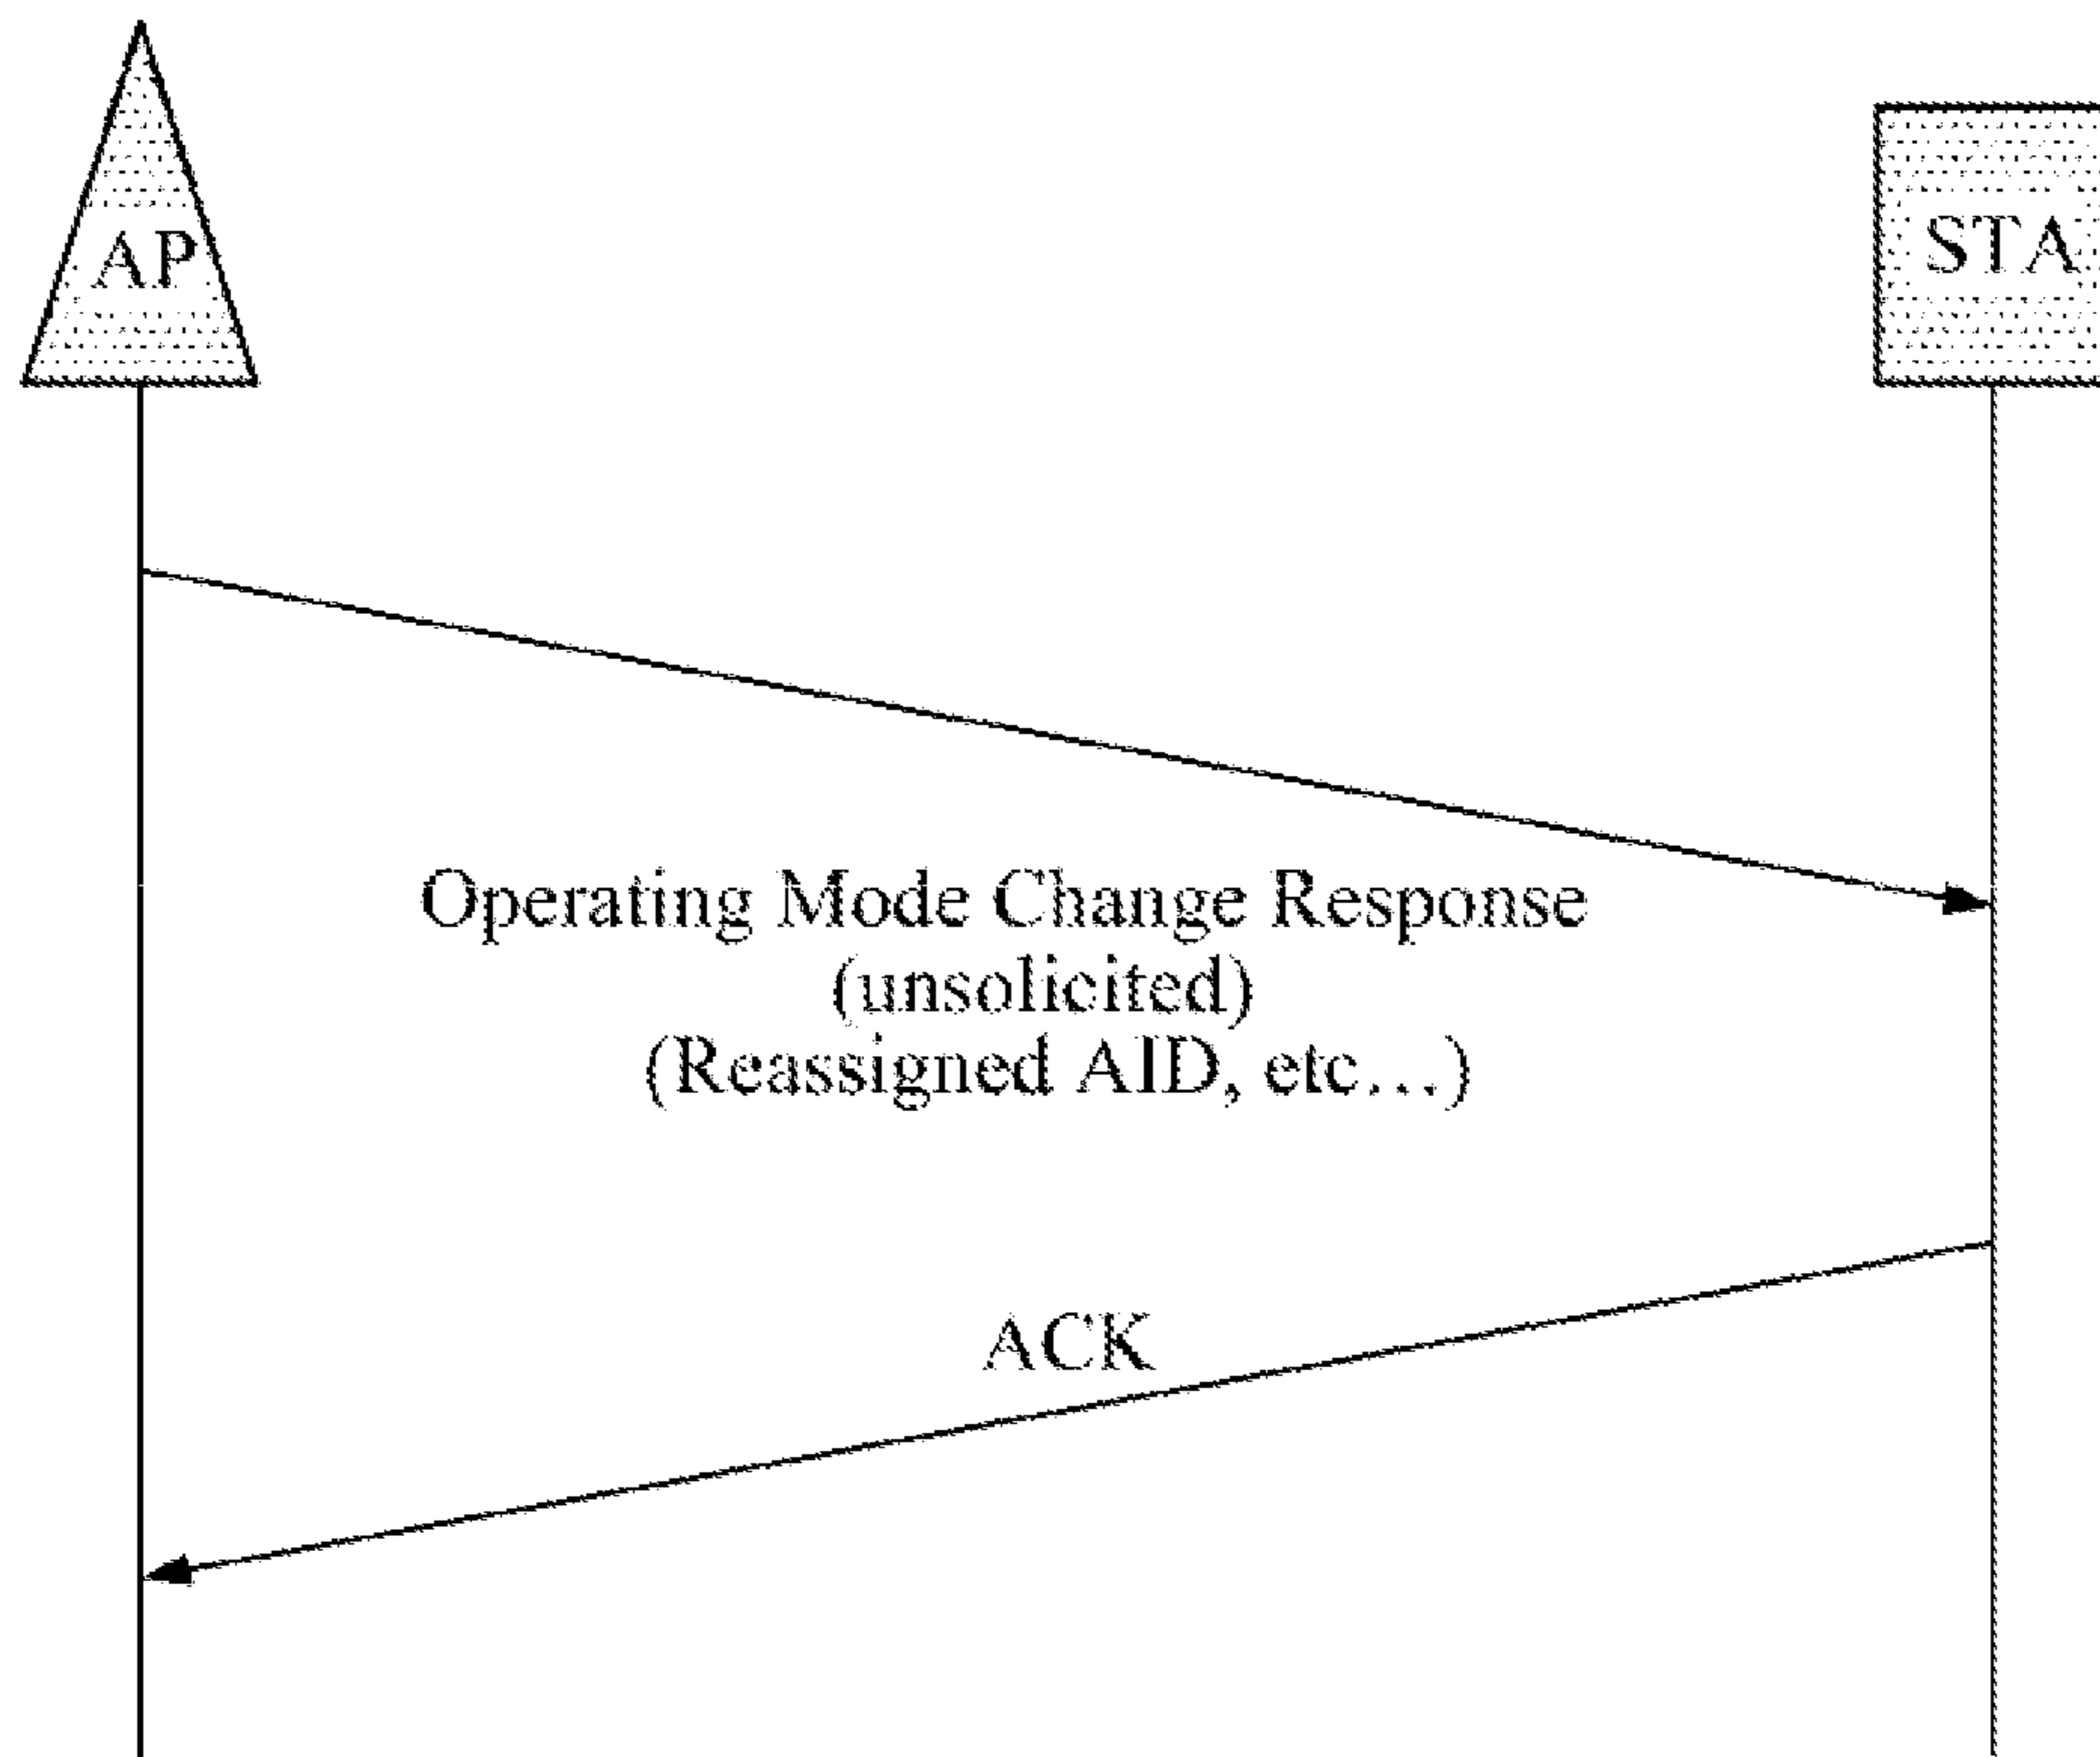 AP
STA
Operating Mode Change Response
(unsolicited)
(Reassigned AID, etc...)
ACK